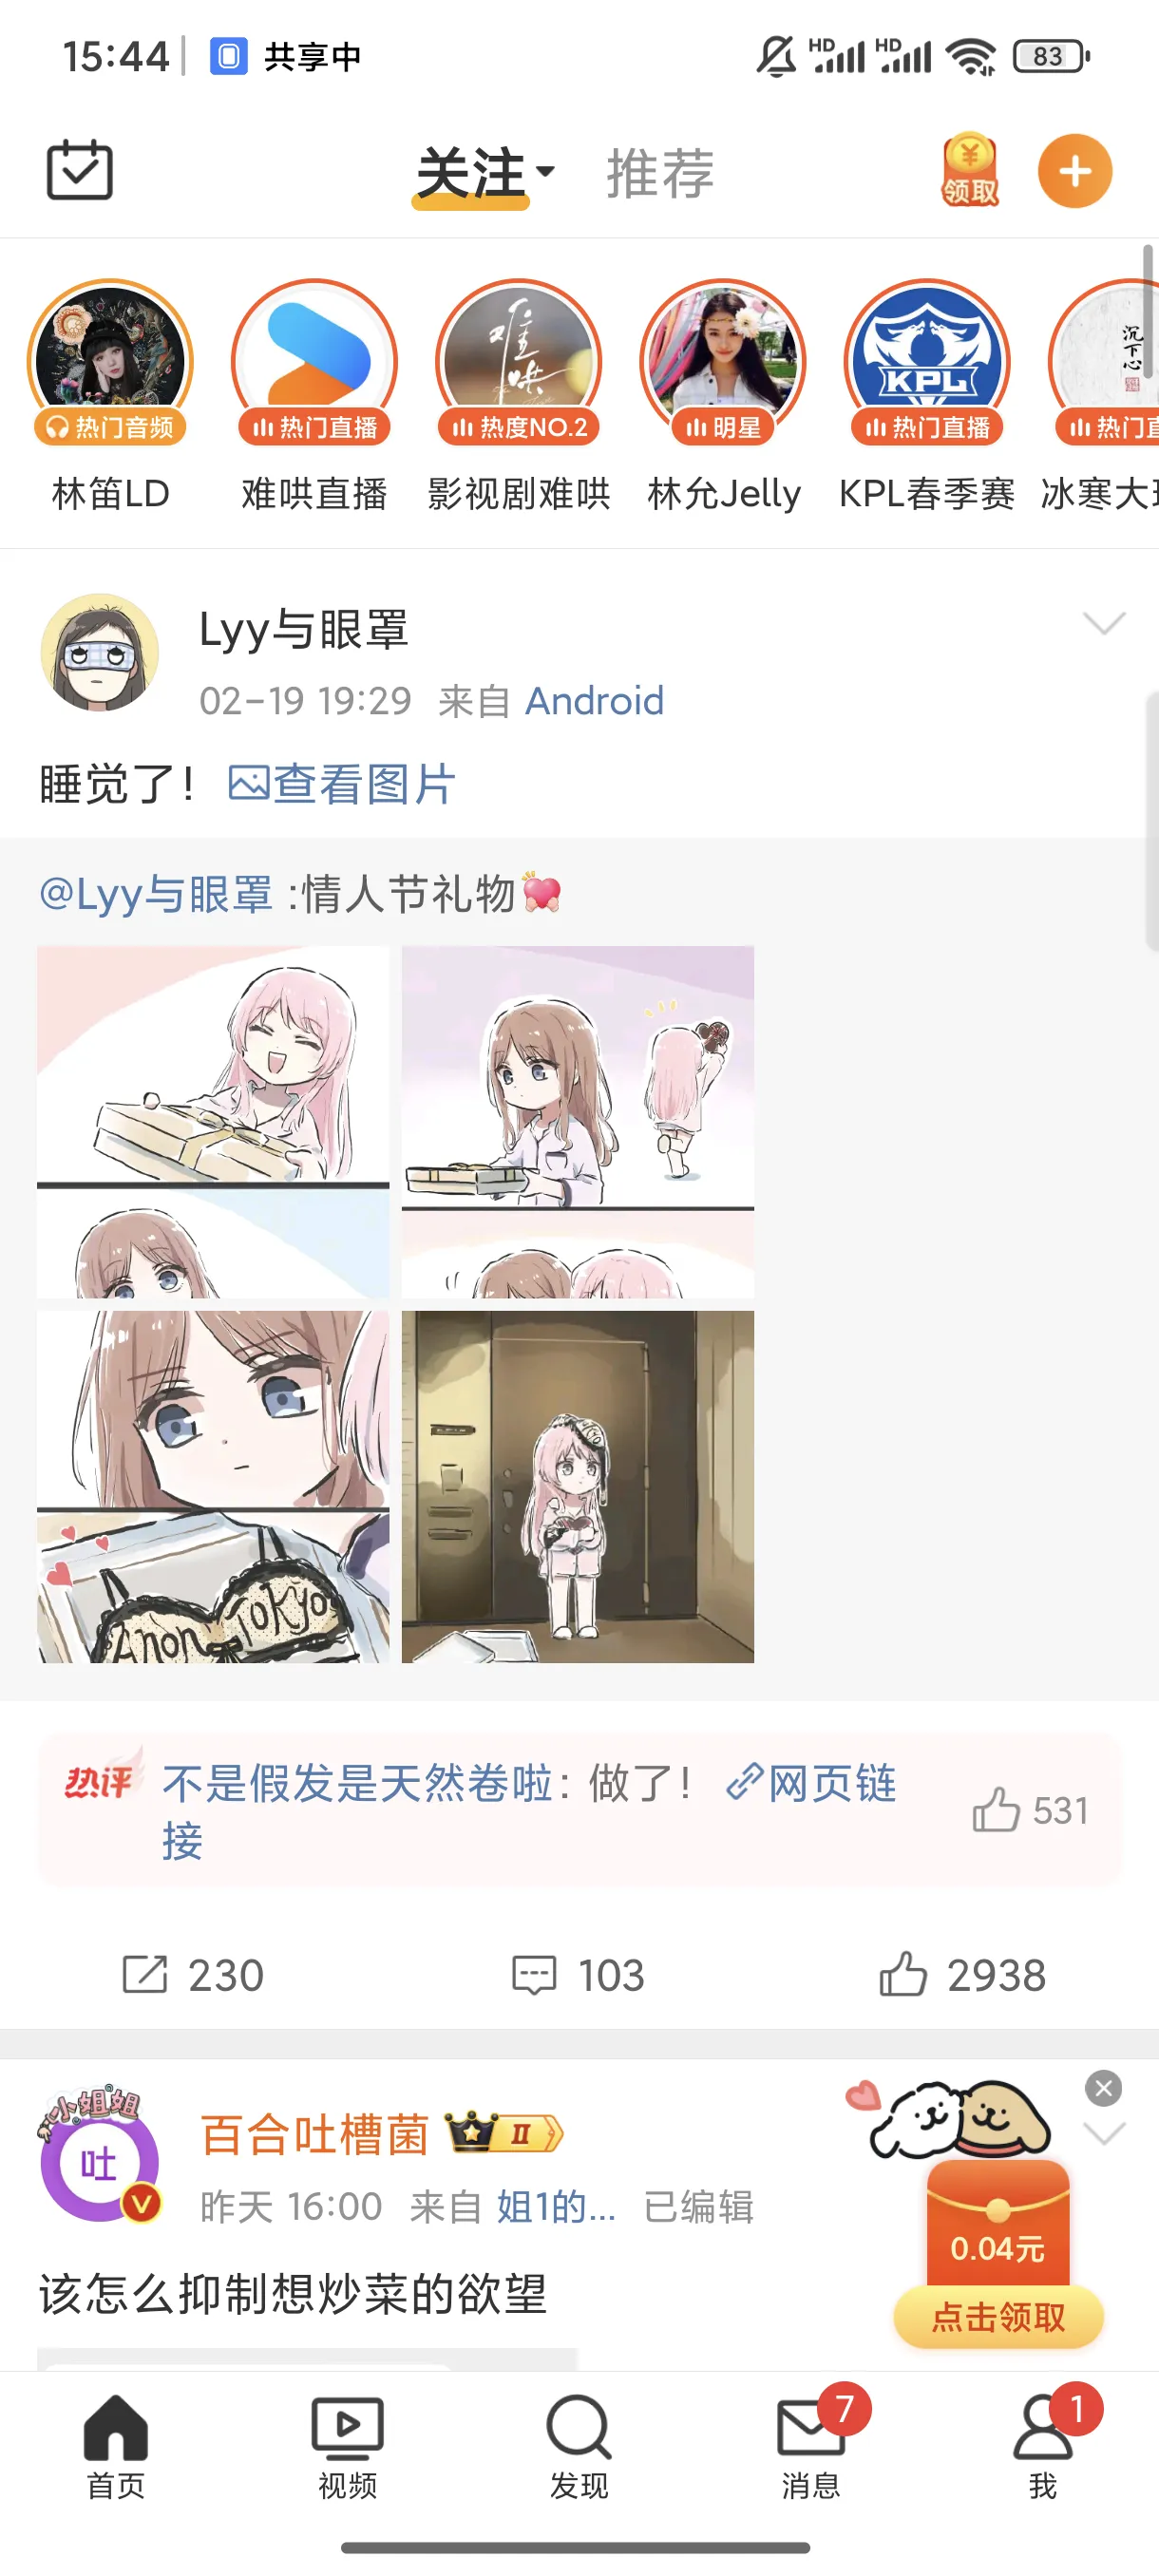 15:44
共享中
HD
HD
83
关注
推荐
¥
领取
难哄
KPL
沉下心
热门音频
热门直播
热度NO.2
明星
热门直播
热门直
林笛LD
难哄直播
影视剧难哄
林允Jelly
KPL春季赛
冰寒大
Lyy与眼罩
02-19 19:29 来自 Android
睡觉了！ 查看图片
@Lyy与眼罩 :情人节礼物
Anon TOKYO
热评
不是假发是天然卷啦：做了！ 网页链
接
531
230
103
2938
小姐姐
吐
V
百合吐槽菌
II
昨天 16:00 来自 姐1的... 已编辑
该怎么抑制想炒菜的欲望
0.04元
点击领取
首页
视频
发现
7
消息
1
我